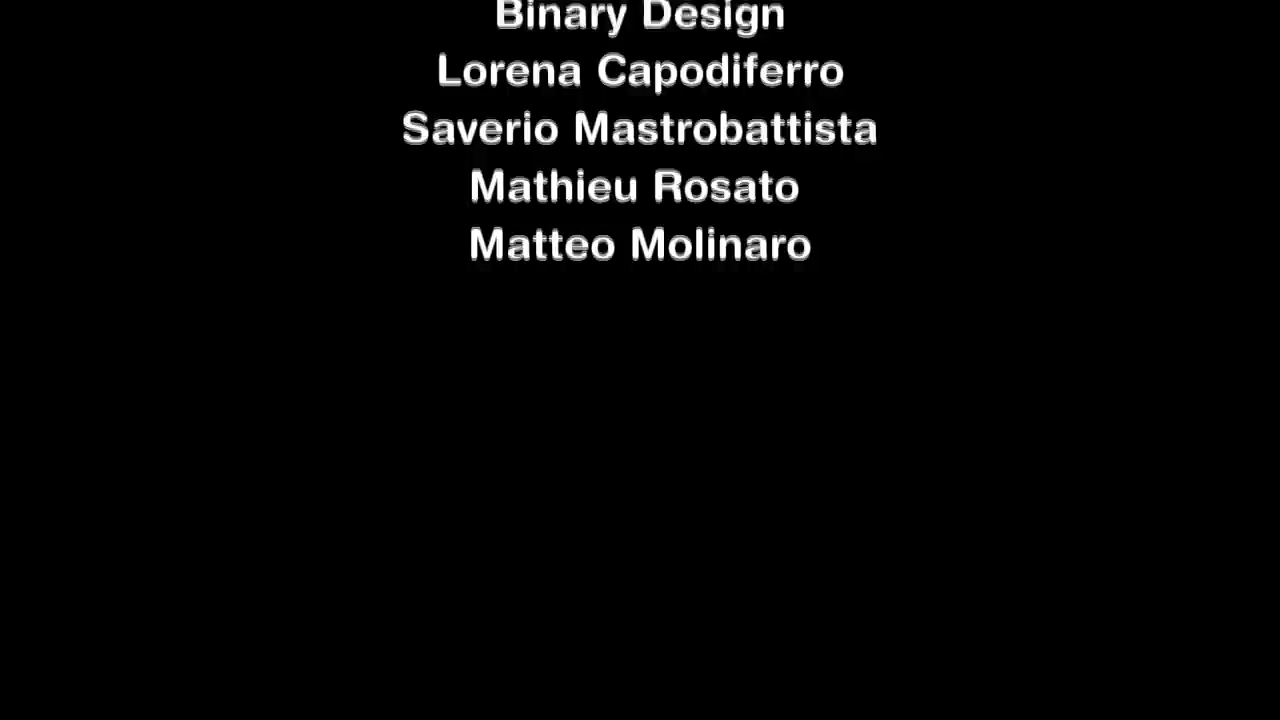 Binary Design
Lorena Capodiferro
Saverio Mastrobattista
Mathieu Rosato
Matteo Molinaro